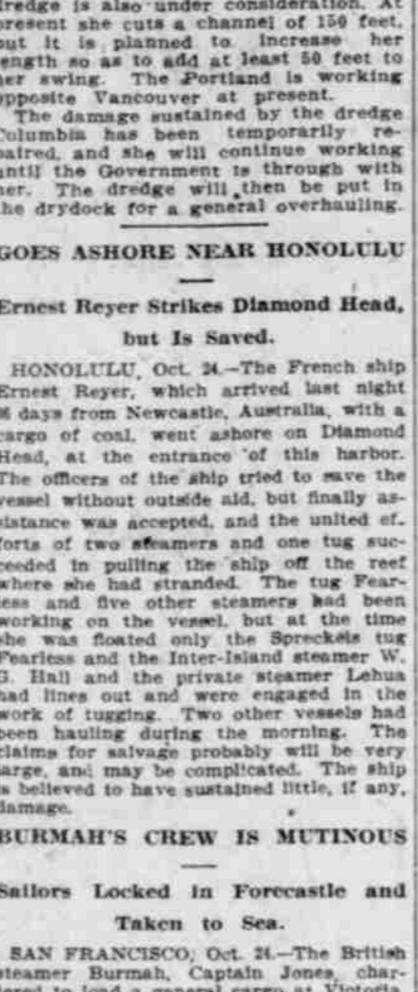 dredge is also under consideration. At
present she cuts a channel of 150 feet,
but it is planned to increase her
length so as to add at least 50 feet to
her swing. The Portland is working
opposite Vancouver at present.
The damage sustained by the dredge
Columbia has been temporarily re-
paired, and she will continue working
until the Government is through with
her. The dredge will then be put in
the drydock for a general overhauling.
GOES ASHORE NEAR HONOLULU
Ernest Reyer Strikes Diamond Head,
but Is Saved.
HONOLULU, Oct. 24.—The French ship
Ernest Reyer, which arrived last night
days from Newcastle, Australia, with a
cargo of coal, went ashore on Diamond
Head, at the entrance of this harbor.
The officers of the ship tried to save the
vessel without outside aid, but finally as-
sistance was accepted, and the united ef-
forts of two steamers and one tug suc-
ceeded in pulling the ship off the reef
where she had stranded. The tug Fear-
less and five other steamers had been
working on the vessel, but at the time
she was floated only the Spreckels tug
Fearless and the Inter-Island steamer W.
G. Hall and the private steamer Lehua
had lines out and were engaged in the
work of tugging. Two other vessels had
been hauling during the morning. The
claims for salvage probably will be very
large, and may be complicated. The ship
is believed to have sustained little, if any,
damage.
BURMAH'S CREW IS MUTINOUS
Sailors Locked in Forecastle and
Taken to Sea.
SAN FRANCISCO, Oct. 24.—The British
steamer Burmah, Captain Jones, char-
tered to load a general cargo at Victoria,